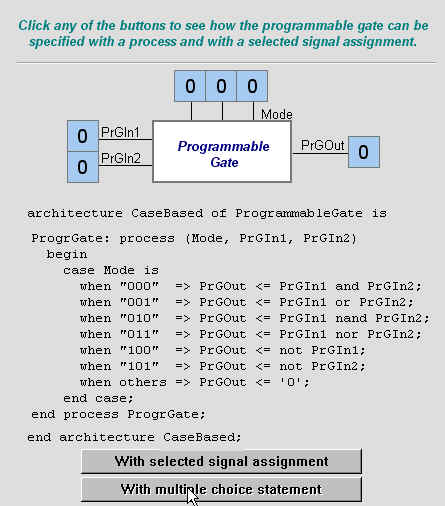 Click any of the buttons to see how the programmable gate can be
specified with a process and with a selected signal assignment.
0 0 0
Mode
0 PrGIn1
0 PrGIn2
Programmable
Gate
PrGOut 0
architecture CaseBased of ProgrammableGate is
ProgrGate: process (Mode, PrGIn1, PrGIn2)
begin
case Mode is
when "000" => PrGOut <= PrGIn1 and PrGIn2;
when "001" => PrGOut <= PrGIn1 or PrGIn2;
when "010" => PrGOut <= PrGIn1 nand PrGIn2;
when "011" => PrGOut <= PrGIn1 nor PrGIn2;
when "100" => PrGOut <= not PrGIn1;
when "101" => PrGOut <= not PrGIn2;
when others => PrGOut <= '0';
end case;
end process ProgrGate;
end architecture CaseBased;
With selected signal assignment
With multiple choice statement